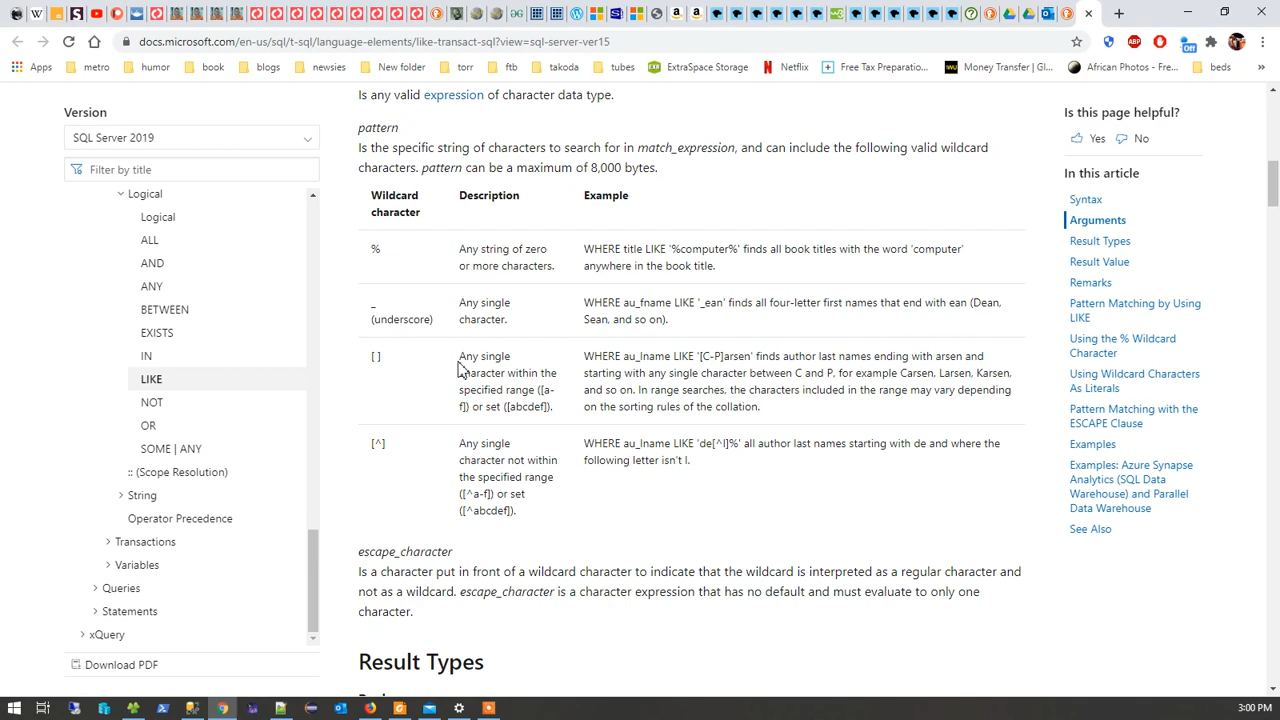 docs.microsoft.com/en-us/sql/t-sql/language-elements/like-transact-sql?view=sql-server-ver15
Apps metro humor book blogs newsies New folder torr ftb takoda tubes ExtraSpace Storage Netflix Free Tax Preparatio... Money Transfer | Gl... African Photos - Fre... beds »
ABP Off
Version
SQL Server 2019
Filter by title
Logical
Logical
ALL
AND
ANY
BETWEEN
EXISTS
IN
LIKE
NOT
OR
SOME | ANY
:: (Scope Resolution)
String
Operator Precedence
Transactions
Variables
Queries
Statements
xQuery
Download PDF
Is any valid expression of character data type.
pattern
Is the specific string of characters to search for in match_expression, and can include the following valid wildcard
characters. pattern can be a maximum of 8,000 bytes.
Wildcard
character
Description
Example
%
Any string of zero
or more characters.
WHERE title LIKE '%computer%' finds all book titles with the word 'computer'
anywhere in the book title.
_
(underscore)
Any single
character.
WHERE au_fname LIKE '_ean' finds all four-letter first names that end with ean (Dean,
Sean, and so on).
[ ]
Any single
character within the
specified range ([a-
f]) or set ([abcdef]).
WHERE au_lname LIKE '[C-P]arsen' finds author last names ending with arsen and
starting with any single character between C and P, for example Carsen, Larsen, Karsen,
and so on. In range searches, the characters included in the range may vary depending
on the sorting rules of the collation.
[^]
Any single
character not within
the specified range
([^a-f]) or set
([^abcdef]).
WHERE au_lname LIKE 'de[^l]%' all author last names starting with de and where the
following letter isn't l.
escape_character
Is a character put in front of a wildcard character to indicate that the wildcard is interpreted as a regular character and
not as a wildcard. escape_character is a character expression that has no default and must evaluate to only one
character.
Result Types
Is this page helpful?
Yes No
In this article
Syntax
Arguments
Result Types
Result Value
Remarks
Pattern Matching by Using
LIKE
Using the % Wildcard
Character
Using Wildcard Characters
As Literals
Pattern Matching with the
ESCAPE Clause
Examples
Examples: Azure Synapse
Analytics (SQL Data
Warehouse) and Parallel
Data Warehouse
See Also
3:00 PM